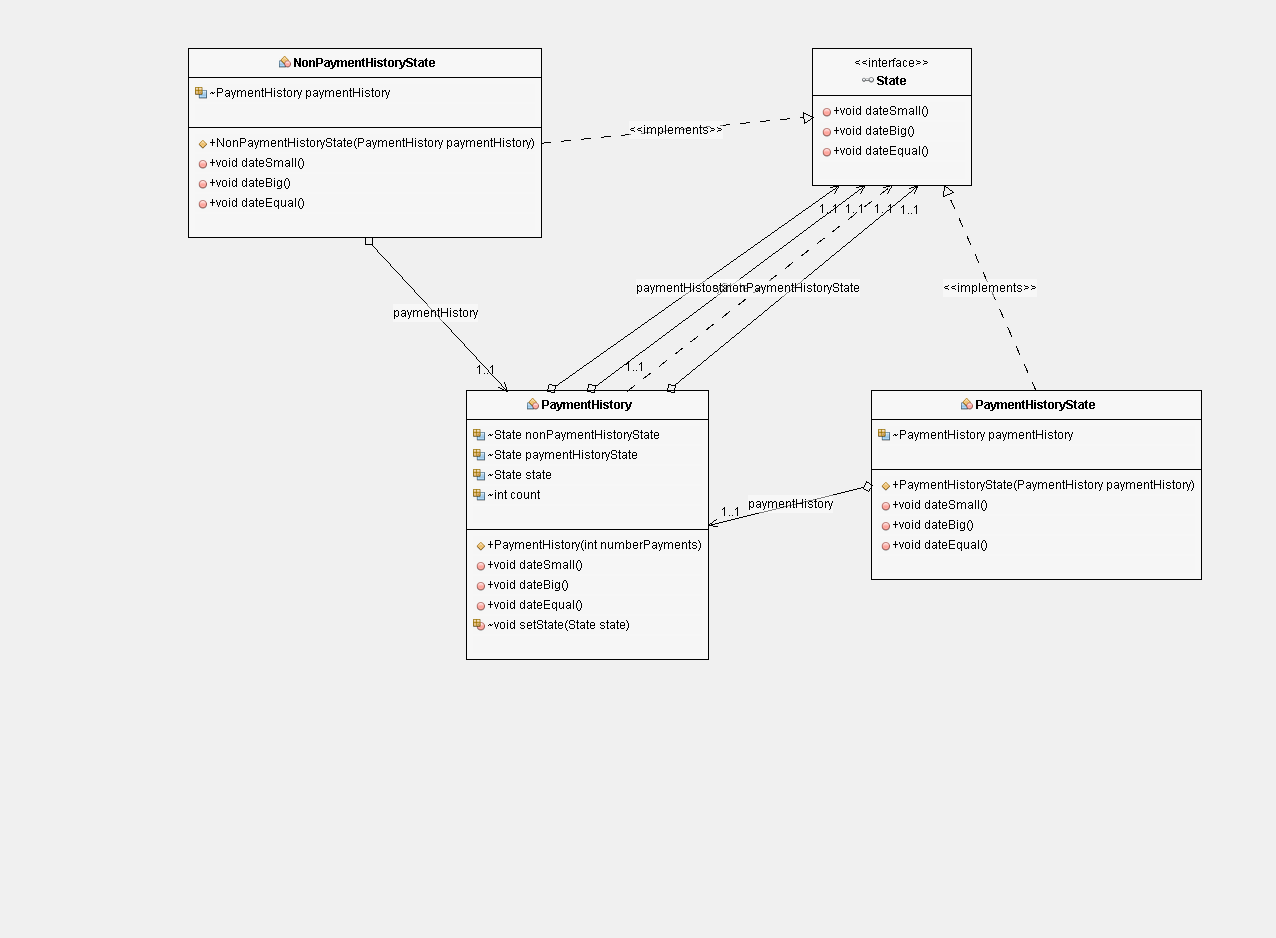 NonPaymentHistoryState
~PaymentHistory paymentHistory
+NonPaymentHistoryState(PaymentHistory paymentHistory)
+void dateSmall()
+void dateBig()
+void dateEqual()
<<implements>>
<<interface>>
State
+void dateSmall()
+void dateBig()
+void dateEqual()
1..1
1..1
1..1
1..1
paymentHisto
nonPaymentHistoryState
<<implements>>
paymentHistory
1..1
1..1
PaymentHistory
~State nonPaymentHistoryState
~State paymentHistoryState
~State state
~int count
+PaymentHistory(int numberPayments)
+void dateSmall()
+void dateBig()
+void dateEqual()
~void setState(State state)
1..1
paymentHistory
PaymentHistoryState
~PaymentHistory paymentHistory
+PaymentHistoryState(PaymentHistory paymentHistory)
+void dateSmall()
+void dateBig()
+void dateEqual()